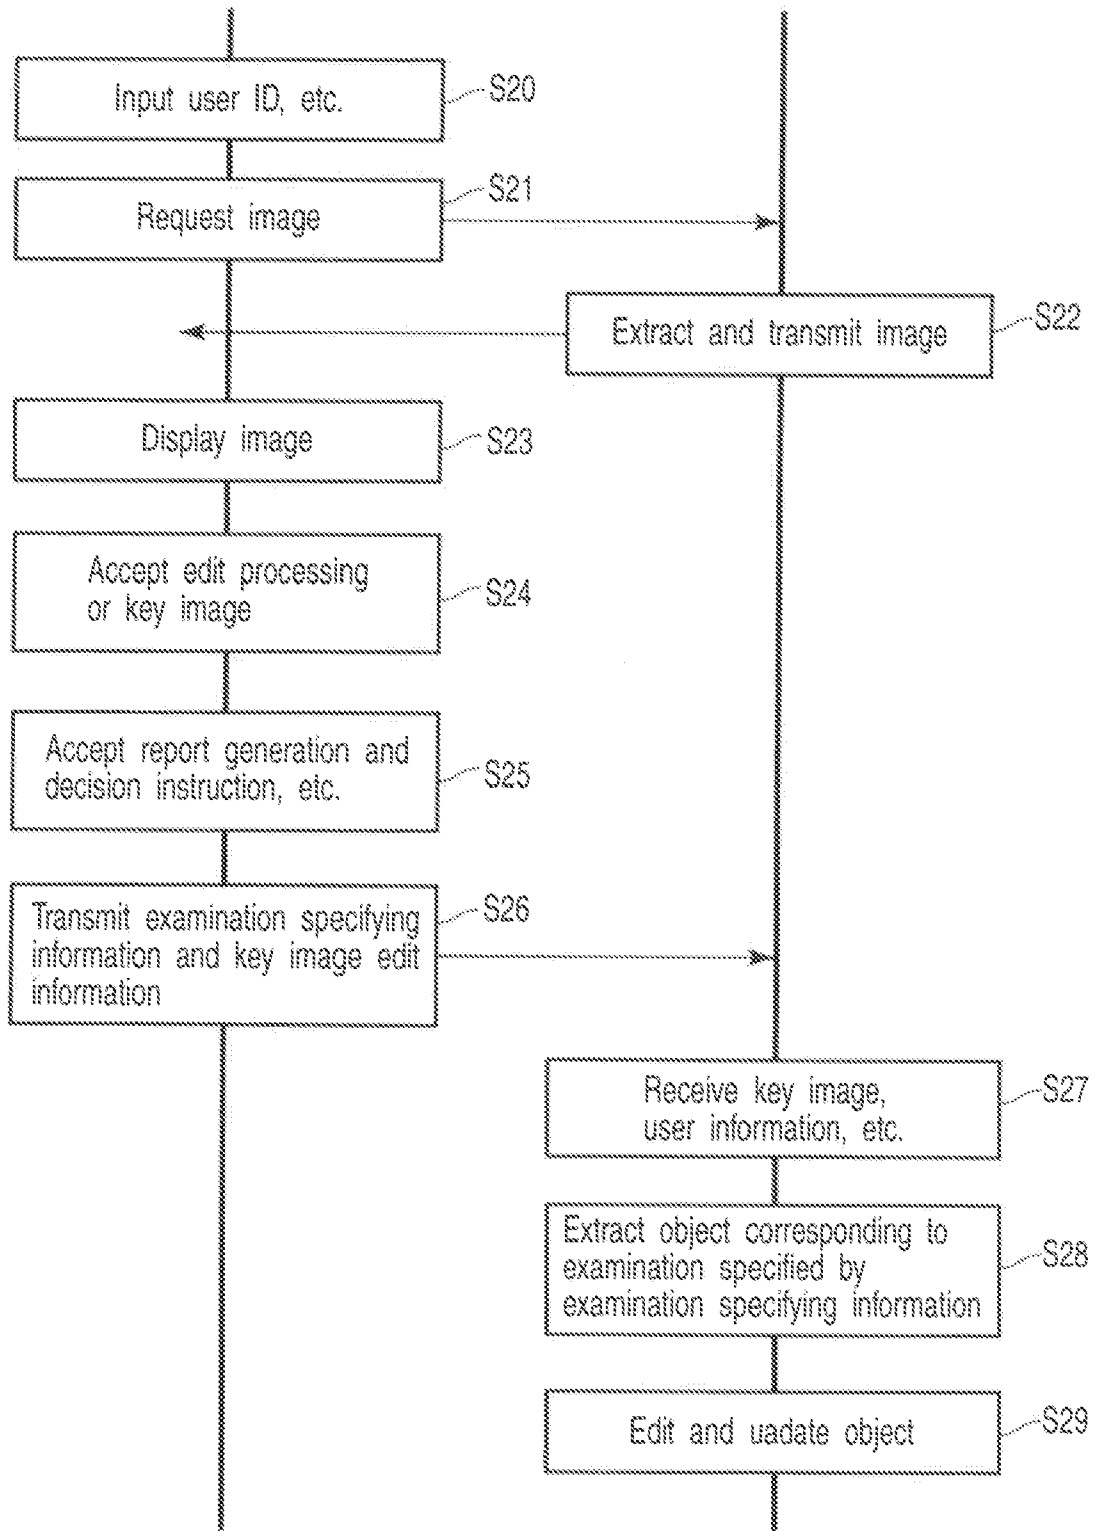 Input user ID, etc.
S20
Request image
S21
Extract and transmit image
S22
Display image
S23
Accept edit processing
or key image
S24
Accept report generation and
decision instruction, etc.
S25
Transmit examination specifying
information and key image edit
information
S26
Receive key image,
user information, etc.
S27
Extract object corresponding to
examination specified by
examination specifying information
S28
Edit and uadate object
S29